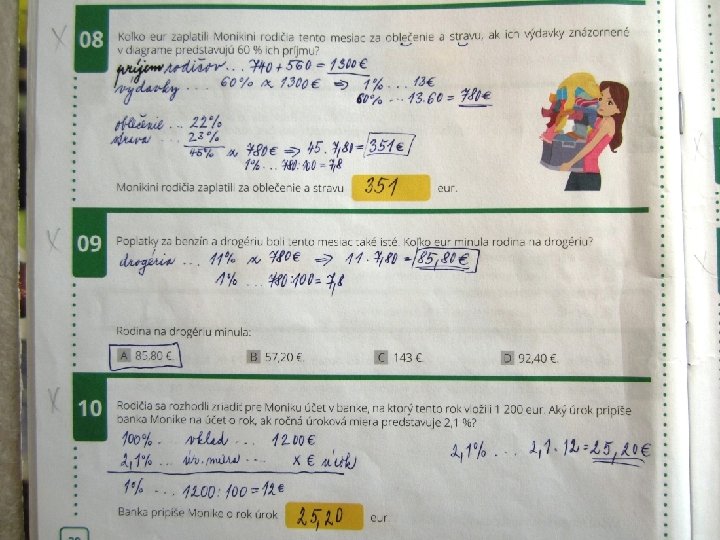 x 08 Koľko eur zaplatili Monikini rodičia tento mesiac za oblečenie a stravu, ak ich výdavky znázornené
v diagrame predstavujú 60 % ich príjmu?
príjem rodičov ... 740 + 560 = 1300 €
výdavky ... 60 % z 1300 € ⇒ 1 % ... 13 €
60 % ... 13.60 = 780 €
oblečenie ... 22 %
strava ... 23 %
45 % z 780 € ⇒ 45 . 7,80 = 351 €
1 % ... 780 : 100 = 7,8
Monikini rodičia zaplatili za oblečenie a stravu 351 eur.
x 09 Poplatky za benzín a drogériu boli tento mesiac také isté. Koľko eur minula rodina na drogériu?
drogéria ... 11 % z 780 € ⇒ 11 . 7,80 = 85,80 €
1 % ... 780 : 100 = 7,8
Rodina na drogériu minula:
A 85,80 €. B 57,20 €. C 143 €. D 92,40 €.
x 10 Rodičia sa rozhodli zriadiť pre Moniku účet v banke, na ktorý tento rok vložili 1 200 eur. Aký úrok pripíše
banka Monike na účet o rok, ak ročná úroková miera predstavuje 2,1 %?
100 % . vklad ... 1200 €
2,1 % ... úr. miera ... x € úrok
2,1 % ... 2,1 . 12 = 25,20 €
1 % ... 1200 : 100 = 12 €
Banka pripíše Monike o rok úrok 25,20 eur.